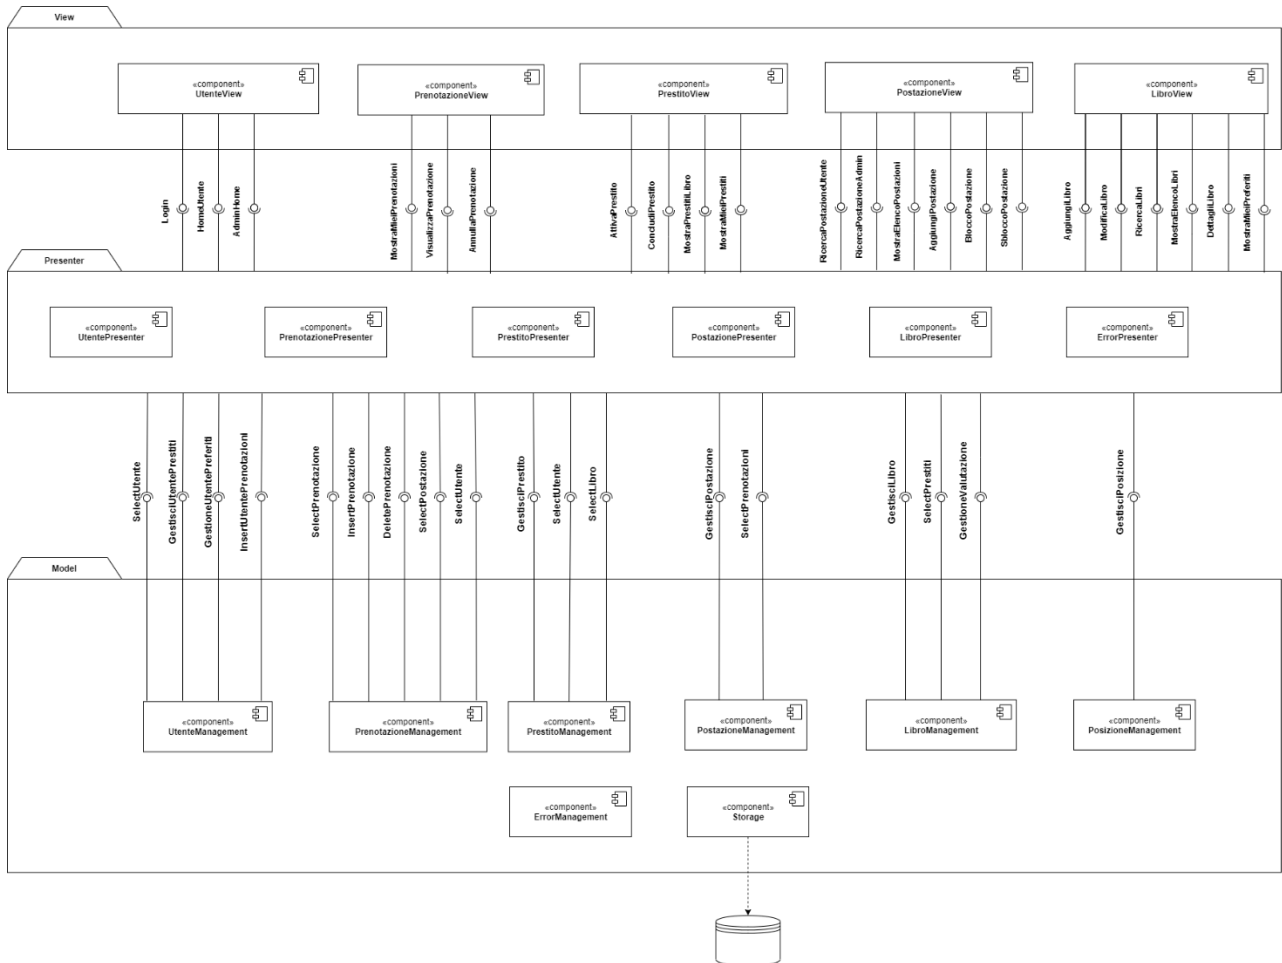 View
«component»
UtenteView
«component»
PrenotazioneView
«component»
PrestitoView
«component»
PostazioneView
«component»
LibroView
Login
HomeUtente
AdminHome
MostraMieiPrenotazioni
VisualizzaPrenotazione
AnnullaPrenotazione
AttivaPrestito
ConcludiPrestito
MostraPrestitiLibro
MostraMieiPrestiti
RicercaPostazioneUtente
RicercaPostazioneAdmin
MostraElencoPostazioni
AggiungiPostazione
BloccoPostazione
SbloccoPostazione
AggiungiLibro
ModificaLibro
RicercaLibri
MostraElencoLibri
DettagliLibro
MostraMieiPreferiti
Presenter
«component»
UtentePresenter
«component»
PrenotazionePresenter
«component»
PrestitoPresenter
«component»
PostazionePresenter
«component»
LibroPresenter
«component»
ErrorPresenter
SelectUtente
GestisciUtentePrestiti
GestioneUtentePreferiti
InsertUtentePrenotazioni
SelectPrenotazione
InsertPrenotazione
DeletePrenotazione
SelectPostazione
SelectUtente
GestisciPrestito
SelectUtente
SelectLibro
GestisciPostazione
SelectPrenotazioni
GestisciLibro
SelectPrestiti
GestioneValutazione
GestisciPosizione
Model
«component»
UtenteManagement
«component»
PrenotazioneManagement
«component»
PrestitoManagement
«component»
PostazioneManagement
«component»
LibroManagement
«component»
PosizioneManagement
«component»
ErrorManagement
«component»
Storage